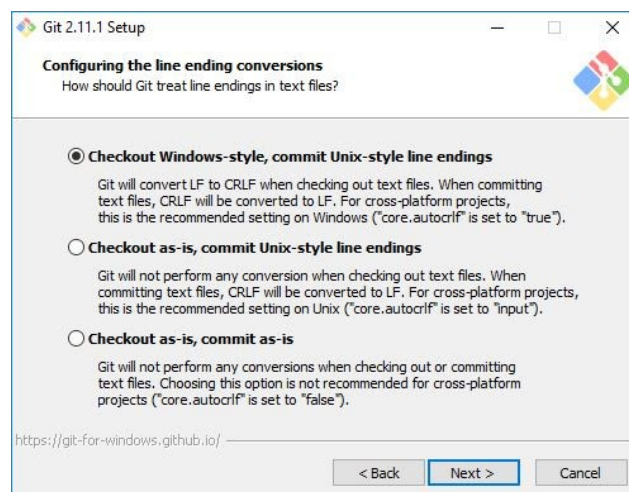 Git 2.11.1 Setup
Configuring the line ending conversions
How should Git treat line endings in text files?
Checkout Windows-style, commit Unix-style line endings
Git will convert LF to CRLF when checking out text files. When committing
text files, CRLF will be converted to LF. For cross-platform projects,
this is the recommended setting on Windows ("core.autocrlf" is set to "true").
Checkout as-is, commit Unix-style line endings
Git will not perform any conversion when checking out text files. When
committing text files, CRLF will be converted to LF. For cross-platform projects,
this is the recommended setting on Unix ("core.autocrlf" is set to "input").
Checkout as-is, commit as-is
Git will not perform any conversions when checking out or committing
text files. Choosing this option is not recommended for cross-platform
projects ("core.autocrlf" is set to "false").
https://git-for-windows.github.io/
< Back Next > Cancel